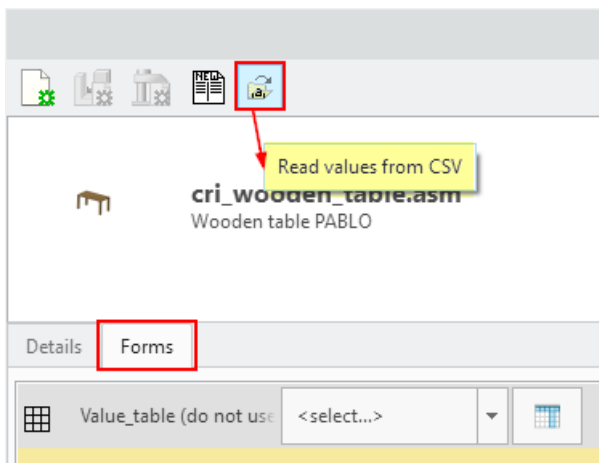 NEW
a,
Read values from CSV
cri_wooden_table.asm
Wooden table PABLO
Details
Forms
Value_table (do not use
<select...>